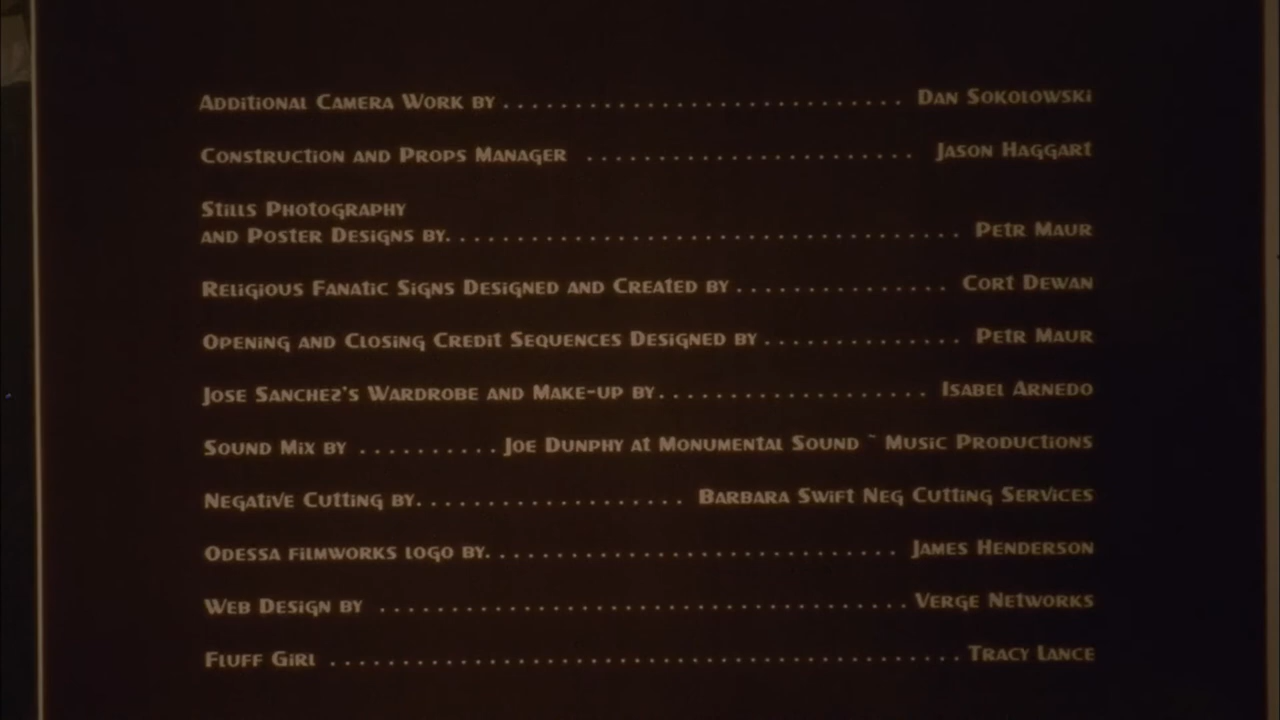 Additional Camera Work by ............................ Dan Sokolowski
Construction and Props Manager ....................... Jason Haggart
Stills Photography
and Poster Designs by.................................... Petr Maur
Religious Fanatic Signs Designed and Created by ............... Cort Dewan
Opening and Closing Credit Sequences Designed by .............. Petr Maur
Jose Sanchez's Wardrobe and Make-up by................... Isabel Arnedo
Sound Mix by .......... Joe Dunphy at Monumental Sound ~ Music Productions
Negative Cutting by................... Barbara Swift Neg Cutting Services
Odessa filmworks logo by............................. James Henderson
Web Design by ..................................... Verge Networks
Fluff Girl ............................................ Tracy Lance